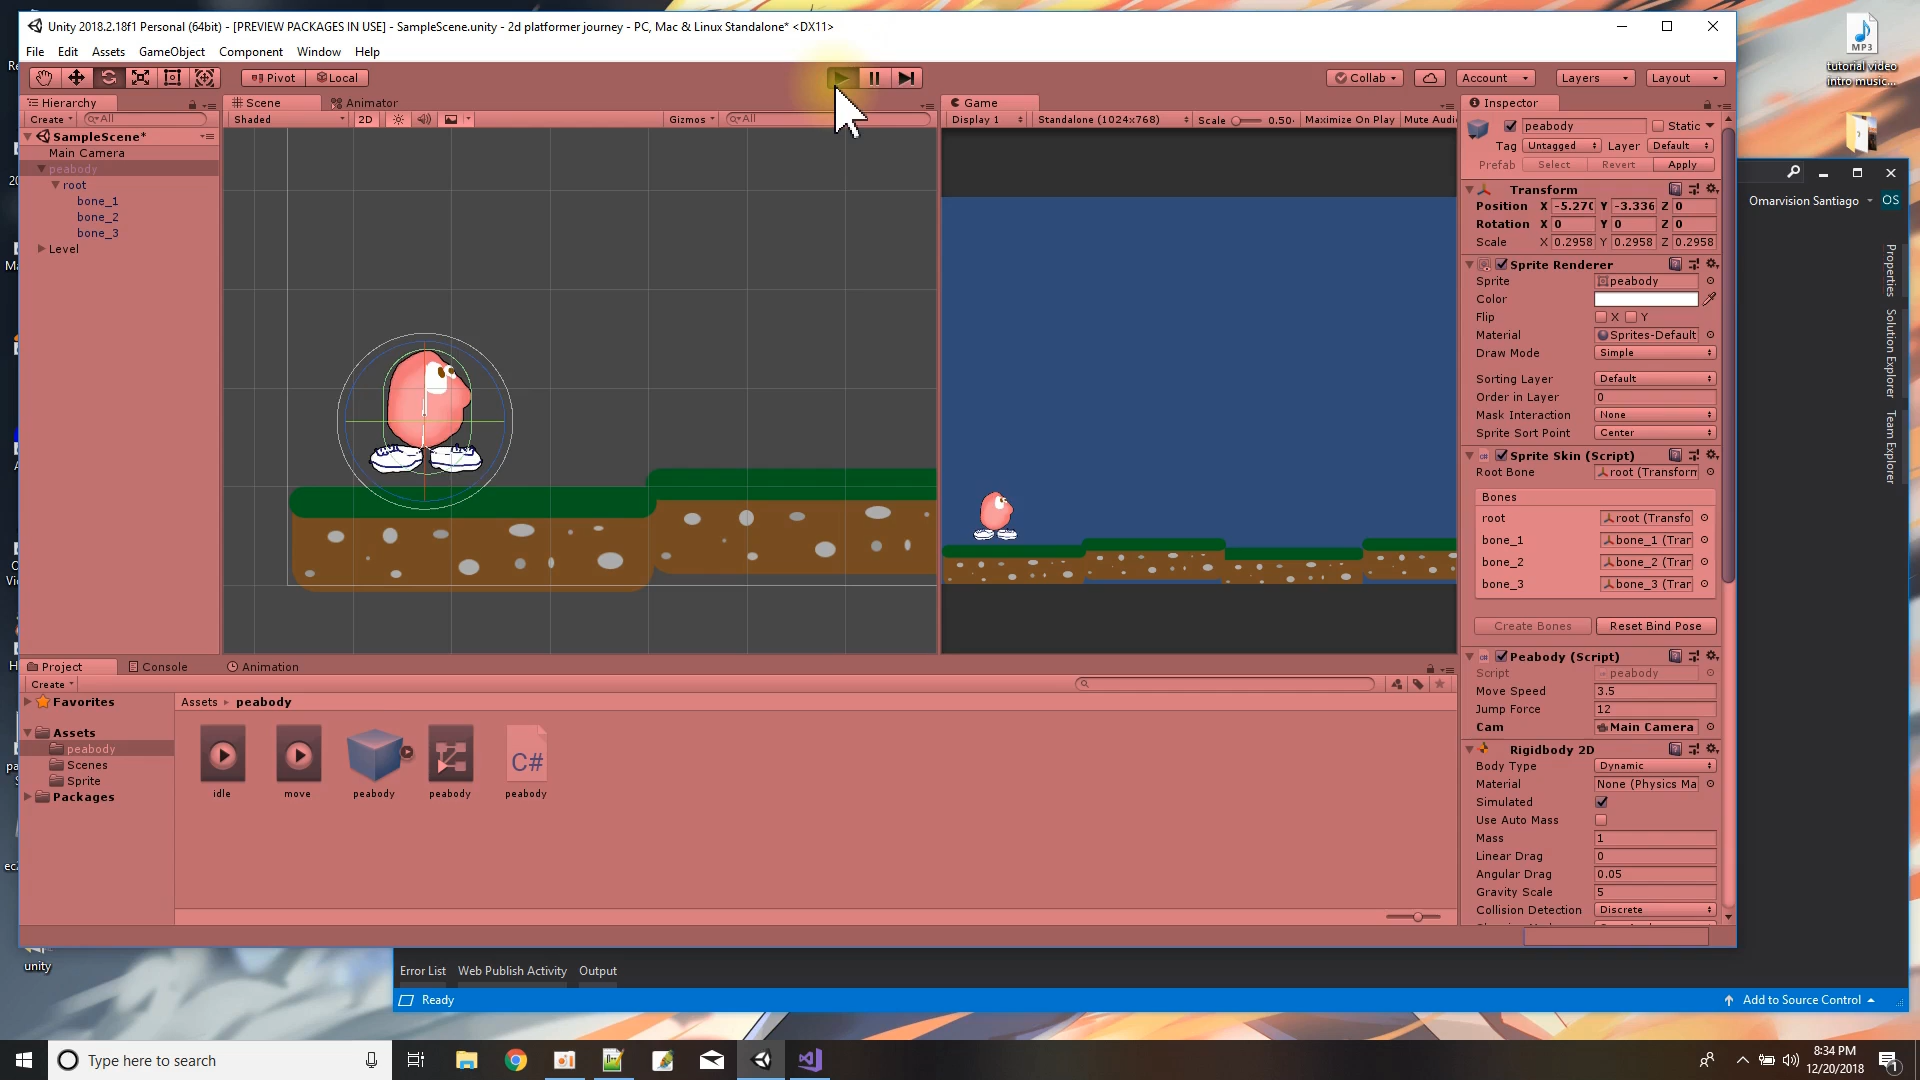 Unity 2018.2.18f1 Personal (64bit) - [PREVIEW PACKAGES IN USE] - SampleScene.unity - 2d platformer journey - PC, Mac & Linux Standalone* <DX11>
File Edit Assets GameObject Component Window Help
Pivot Local Collab Account Layers Layout
Hierarchy Scene Animator Game Inspector
Create All Shaded 2D Gizmos All Display 1 Standalone (1024x768) Scale 0.50 Maximize On Play Mute Audi
SampleScene*
Main Camera
peabody
root
bone_1
bone_2
bone_3
Level
peabody Static
Tag Untagged Layer Default
Prefab Select Revert Apply
Transform
Position X -5.270 Y -3.336 Z 0
Rotation X 0 Y 0 Z 0
Scale X 0.2958 Y 0.2958 Z 0.2958
Sprite Renderer
Sprite peabody
Color
Flip X Y
Material Sprites-Default
Draw Mode Simple
Sorting Layer Default
Order in Layer 0
Mask Interaction None
Sprite Sort Point Center
Sprite Skin (Script)
Root Bone root (Transform
Bones
root root (Transfo
bone_1 bone_1 (Trar
bone_2 bone_2 (Trar
bone_3 bone_3 (Trar
Create Bones Reset Bind Pose
Peabody (Script)
Script peabody
Move Speed 3.5
Jump Force 12
Cam Main Camera
Rigidbody 2D
Body Type Dynamic
Material None (Physics Ma
Simulated
Use Auto Mass
Mass 1
Linear Drag 0
Angular Drag 0.05
Gravity Scale 5
Collision Detection Discrete
Project Console Animation
Create
Favorites
Assets
peabody
Scenes
Sprite
Packages
Assets peabody
idle move peabody peabody peabody
C#
MP3
tutorial video
intro music...
Omarvision Santiago OS
Properties
Solution Explorer
Team Explorer
unity
Error List Web Publish Activity Output
Ready Add to Source Control
Type here to search
8:34 PM
12/20/2018
1